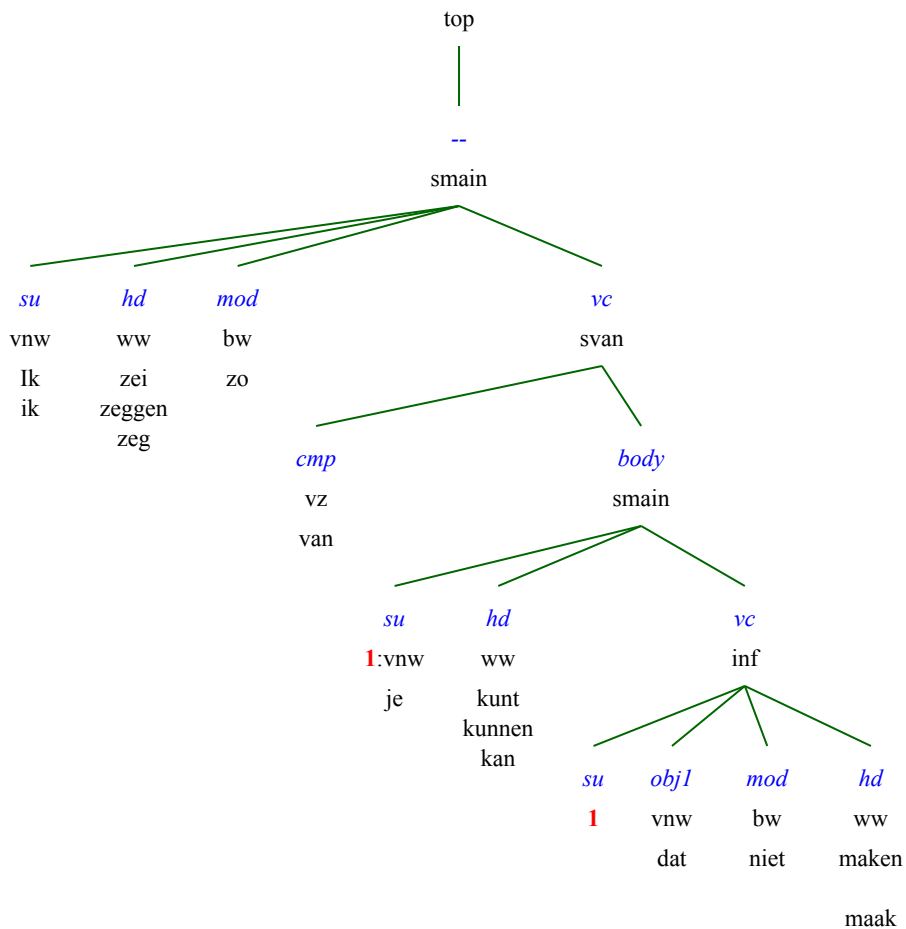 top
--
smain
su hd mod vc
vnw ww bw svan
Ik zei zo
ik zeggen
zeg
cmp body
vz smain
van
su hd vc
1:vnw ww inf
je kunt
kunnen
kan
su obj1 mod hd
1 vnw bw ww
dat niet maken
maak